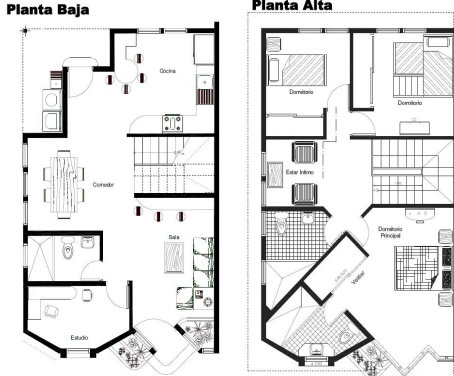 Planta Baja
Cocina
Comedor
Sala
Estudio
Planta Alta
Dormitorio
Dormitorio
Estar Intimo
Dormitorio
Principal
Vestier